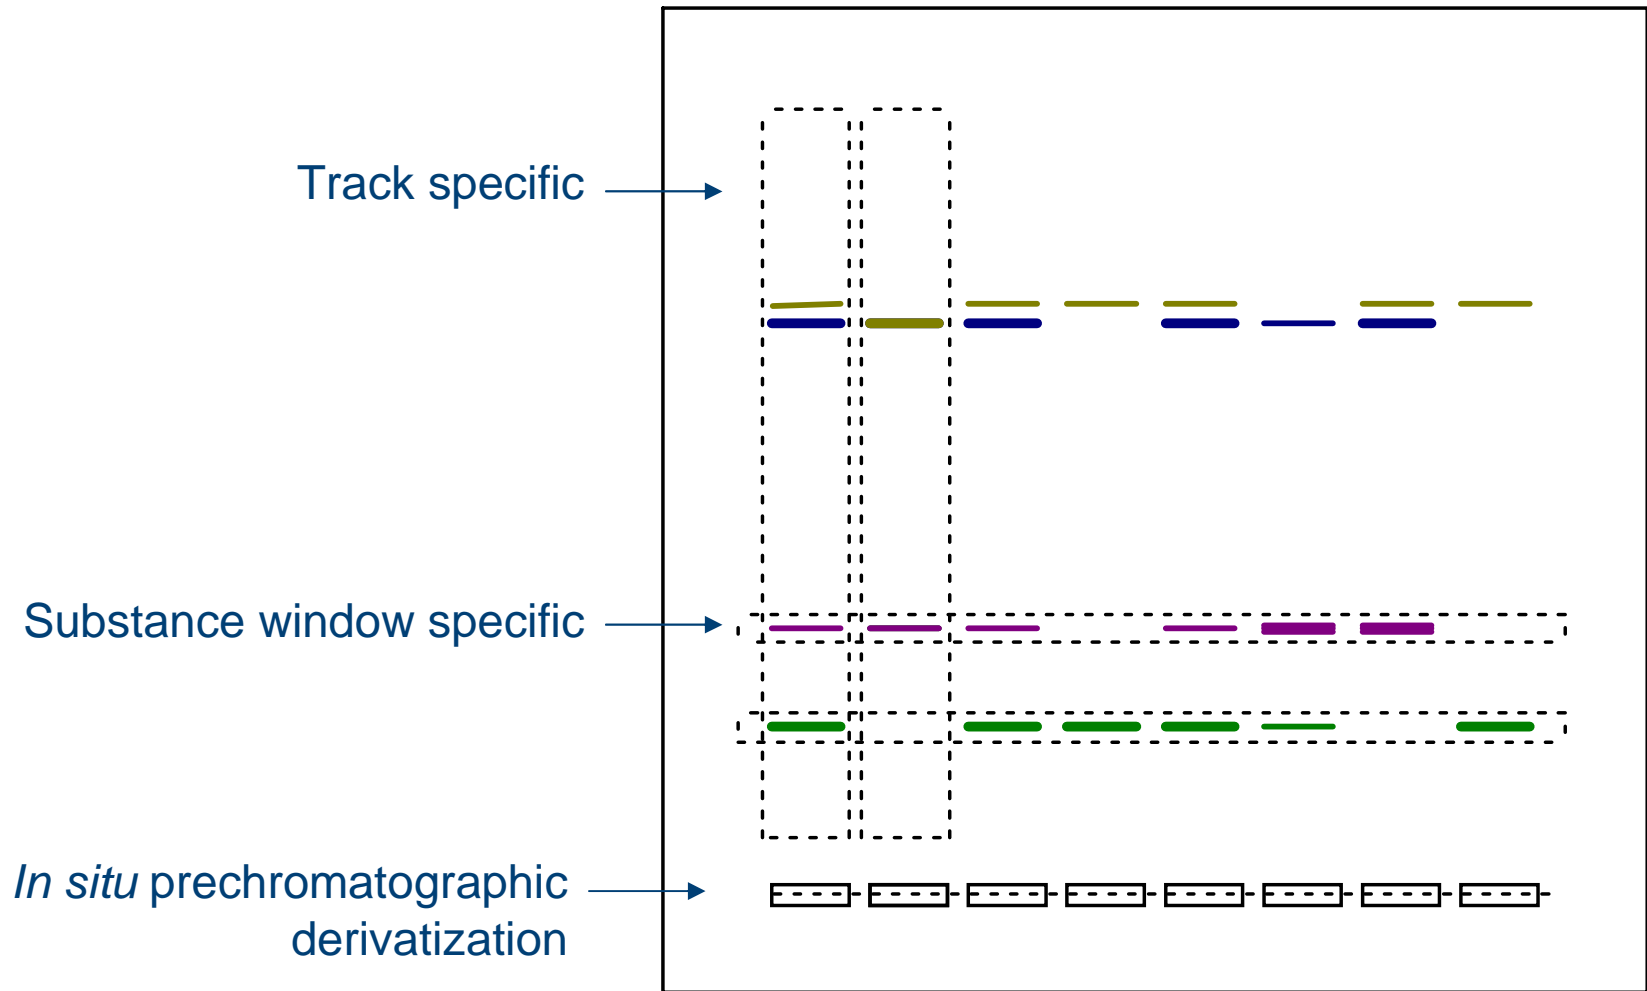 Track specific
Substance window specific
In situ prechromatographic
derivatization